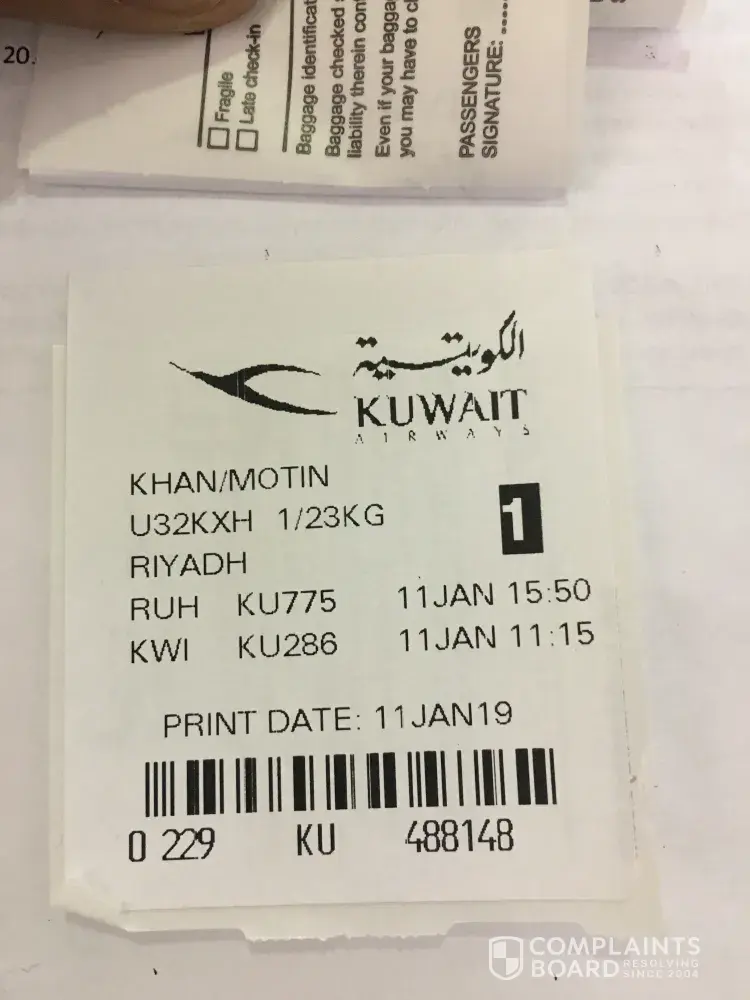 20.
Fragile
Late check-in
Baggage identificat
Baggage checked
liability therein con
Even if your bagga
you may have to c
PASSENGERS
SIGNATURE: .....
الكويتية
KUWAIT
AIRWAYS
KHAN/MOTIN
U32KXH 1/23KG
1
RIYADH
RUH KU775 11JAN 15:50
KWI KU286 11JAN 11:15
PRINT DATE: 11JAN19
0 229 KU 488148
COMPLAINTS
BOARD RESOLVING
SINCE 2004